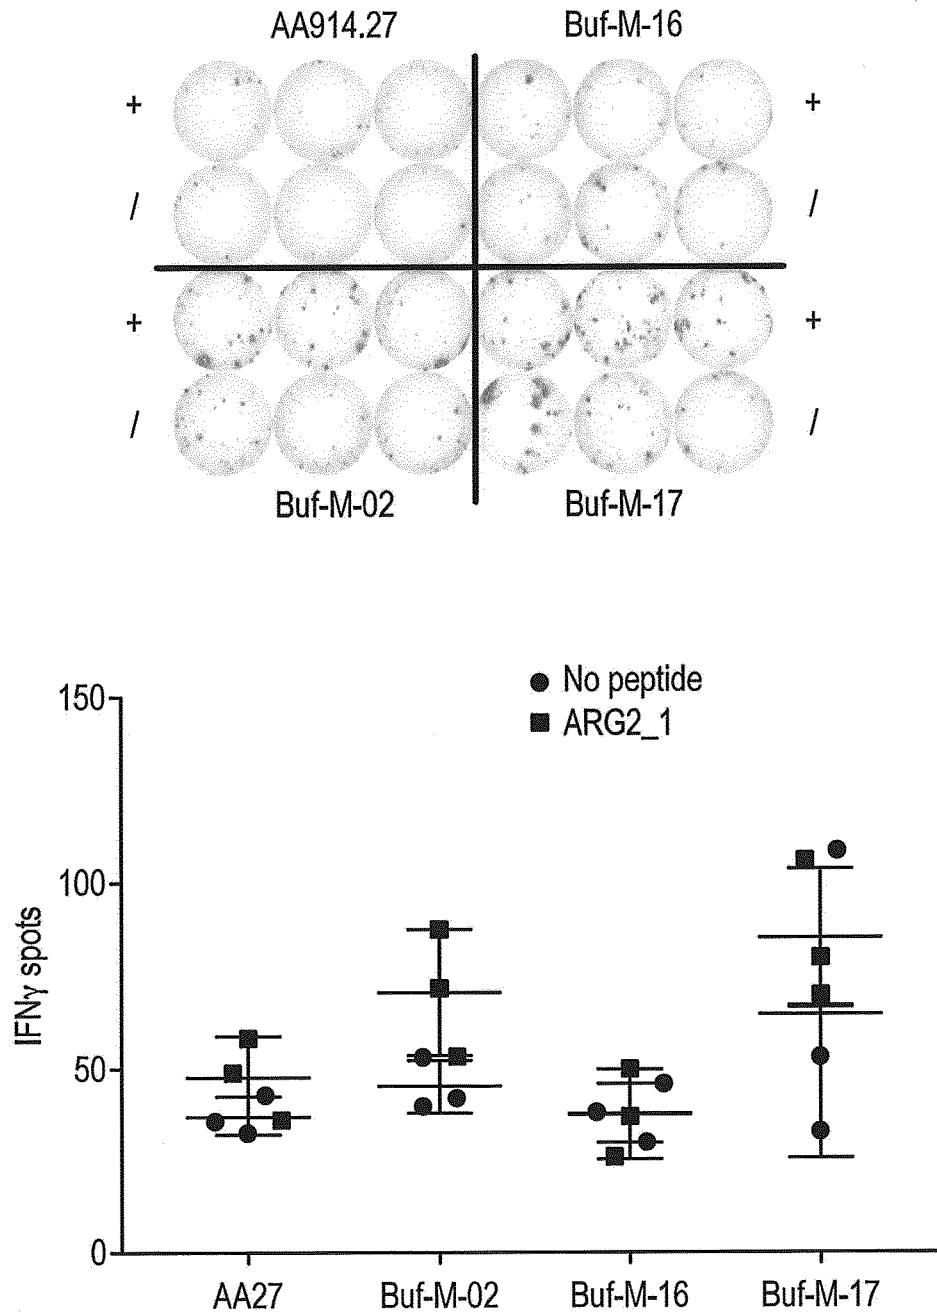 AA914.27 Buf-M-16
+ +
/ /
+ +
/ /
Buf-M-02 Buf-M-17
No peptide
ARG2_1
150
100
50
0
IFNγ spots
AA27 Buf-M-02 Buf-M-16 Buf-M-17